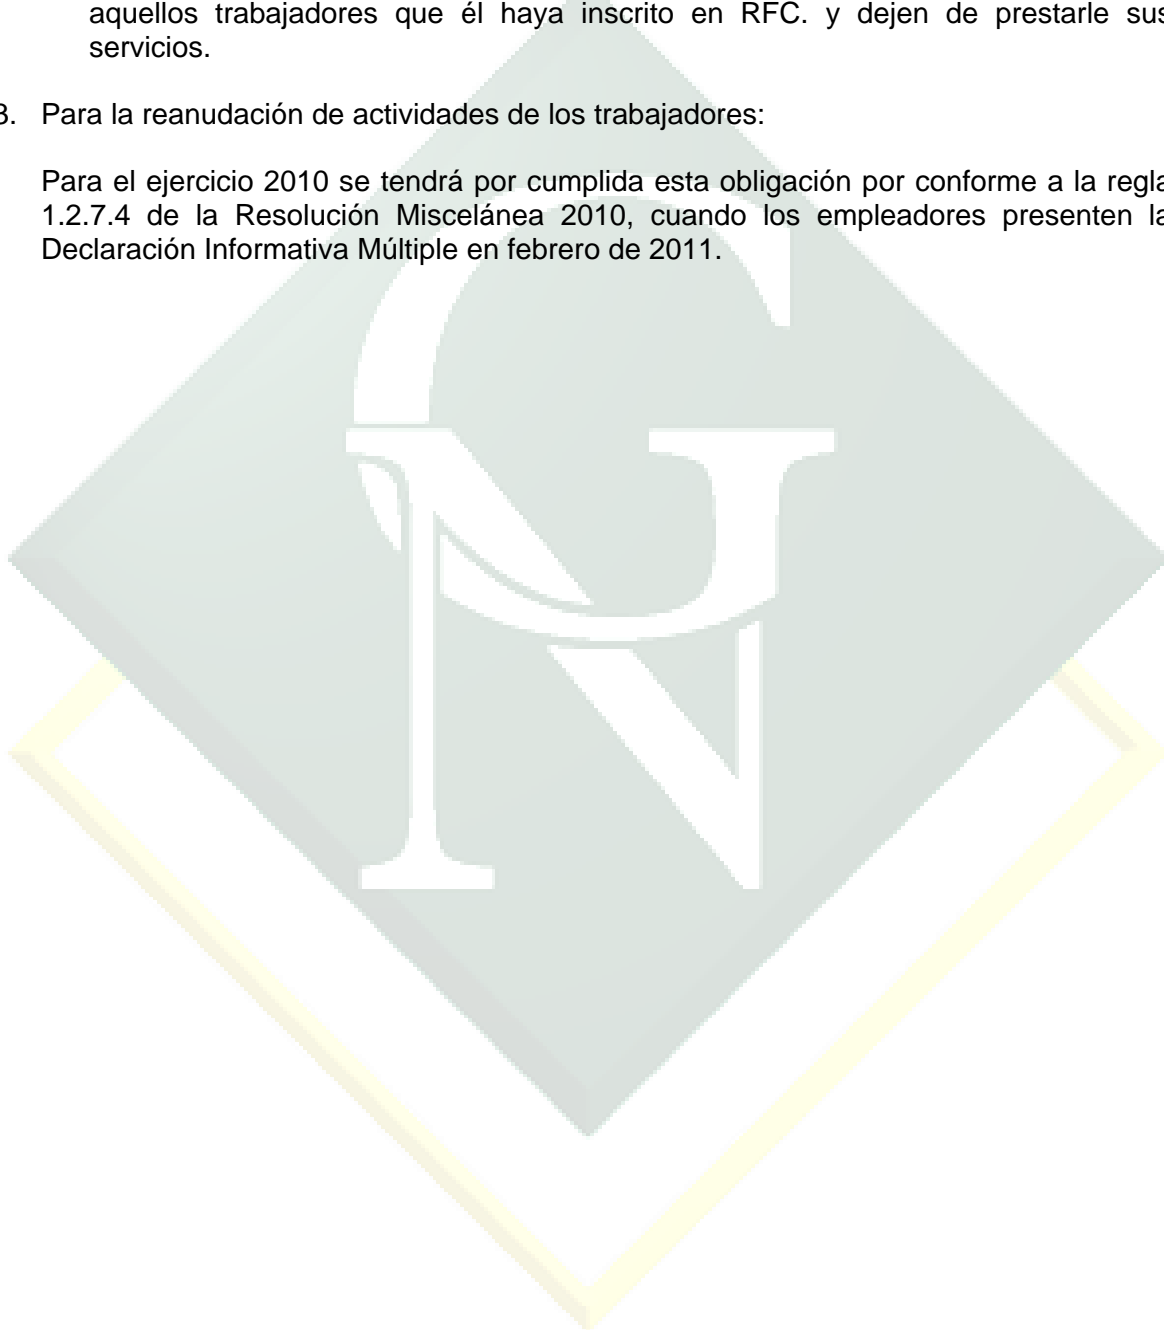 aquellos trabajadores que él haya inscrito en RFC. y dejen de prestarle sus
servicios.
3. Para la reanudación de actividades de los trabajadores:
Para el ejercicio 2010 se tendrá por cumplida esta obligación por conforme a la regla
1.2.7.4 de la Resolución Miscelánea 2010, cuando los empleadores presenten la
Declaración Informativa Múltiple en febrero de 2011.
CGN